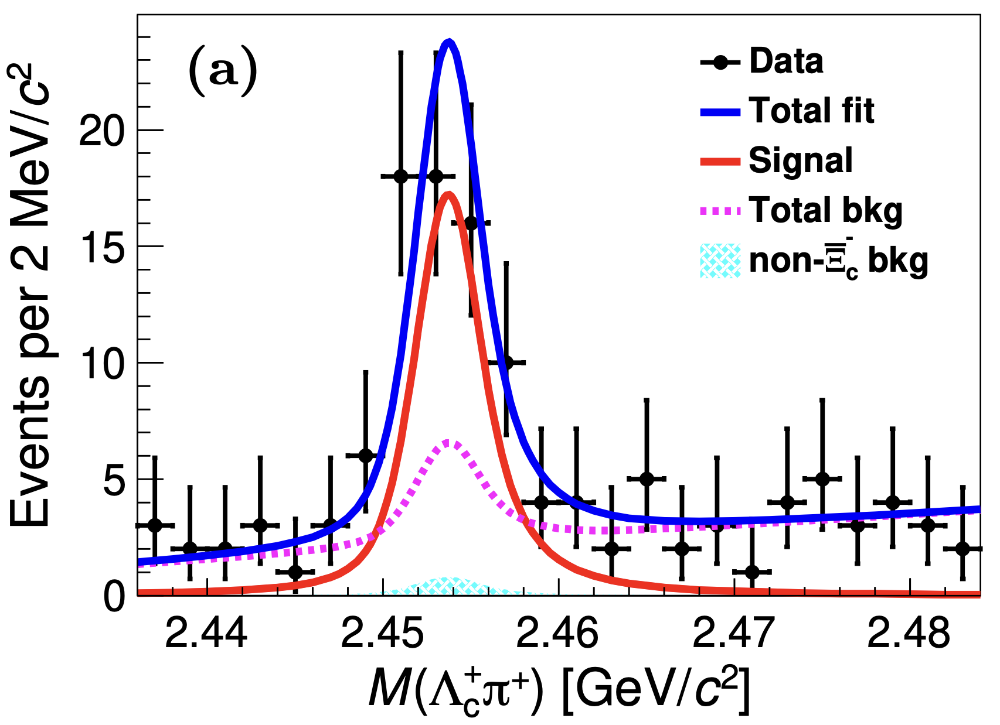 (a)
Data
Total fit
Signal
Total bkg
non-Ξ̅c⁻ bkg
Events per 2 MeV/c²
20
15
10
5
0
2.44 2.45 2.46 2.47 2.48
M(Λc⁺π⁺) [GeV/c²]